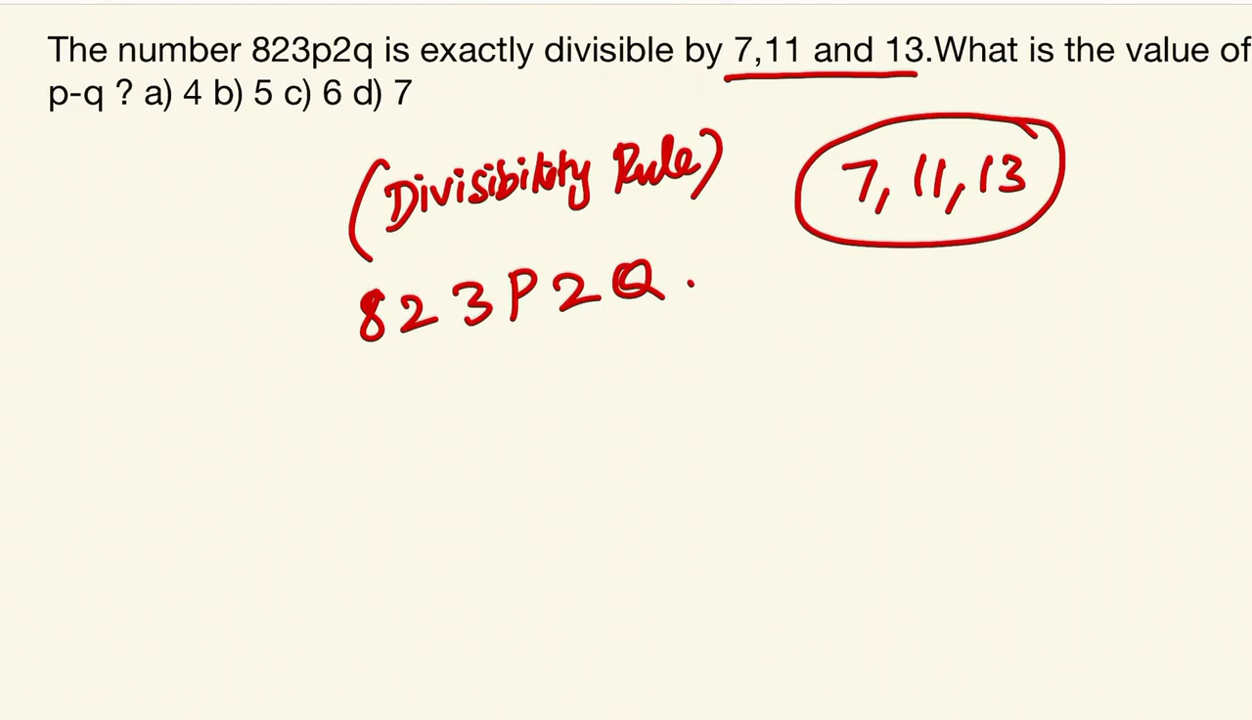 The number 823p2q is exactly divisible by 7,11 and 13.What is the value of
p-q ? a) 4 b) 5 c) 6 d) 7
(Divisibility Rule) 7, 11, 13
823P2Q.